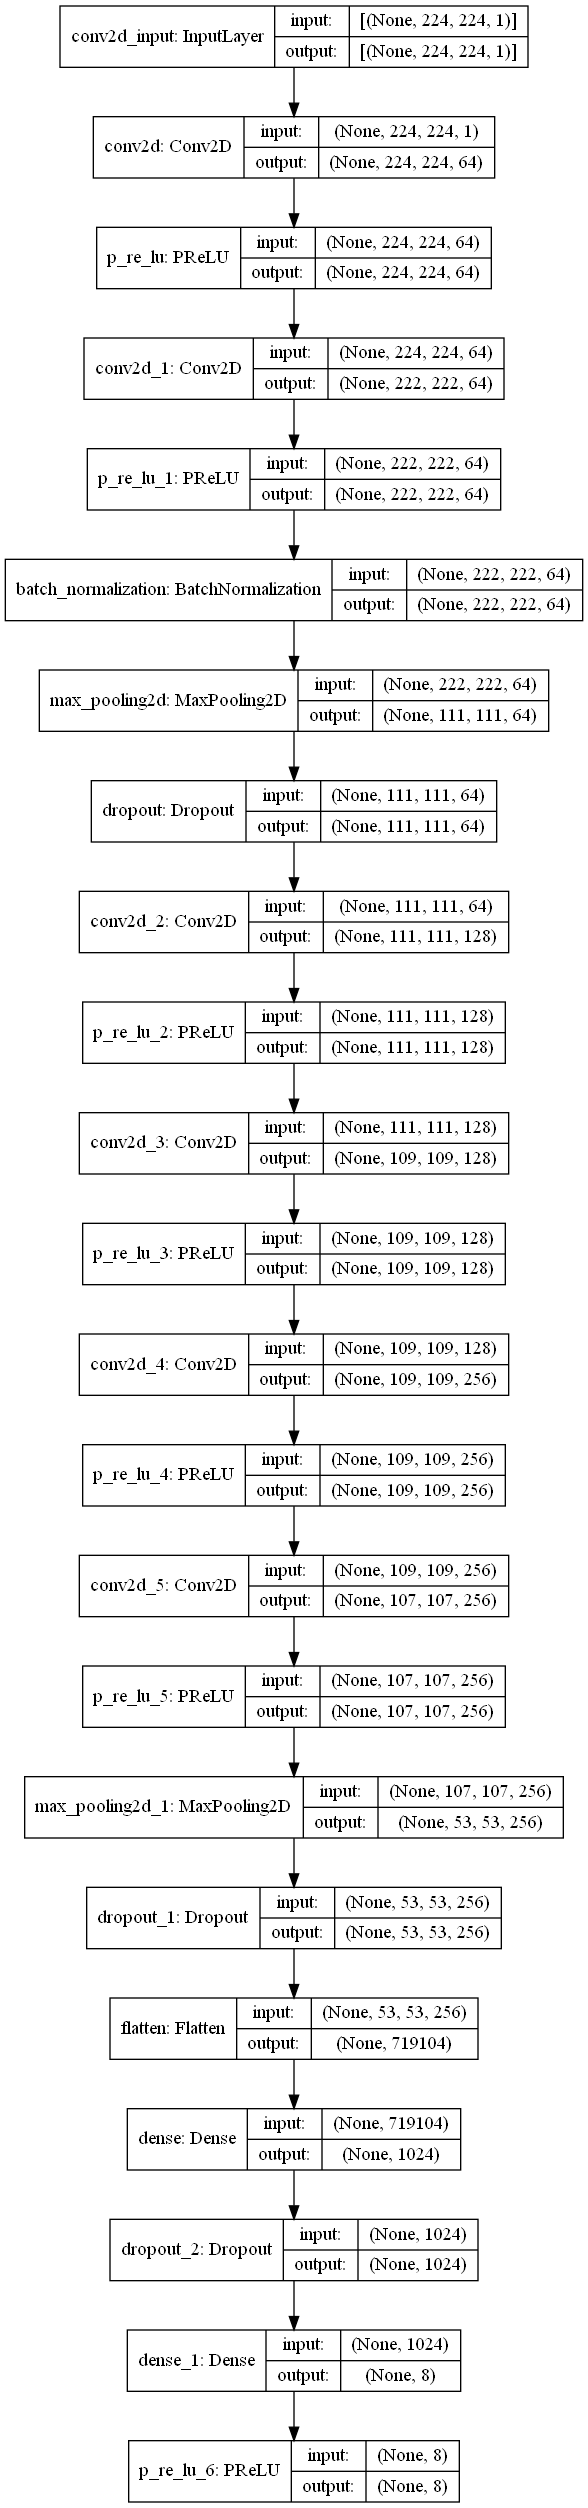 conv2d_input: InputLayer
input:
[(None, 224, 224, 1)]
output:
[(None, 224, 224, 1)]
conv2d: Conv2D
input:
(None, 224, 224, 1)
output:
(None, 224, 224, 64)
p_re_lu: PReLU
input:
(None, 224, 224, 64)
output:
(None, 224, 224, 64)
conv2d_1: Conv2D
input:
(None, 224, 224, 64)
output:
(None, 222, 222, 64)
p_re_lu_1: PReLU
input:
(None, 222, 222, 64)
output:
(None, 222, 222, 64)
batch_normalization: BatchNormalization
input:
(None, 222, 222, 64)
output:
(None, 222, 222, 64)
max_pooling2d: MaxPooling2D
input:
(None, 222, 222, 64)
output:
(None, 111, 111, 64)
dropout: Dropout
input:
(None, 111, 111, 64)
output:
(None, 111, 111, 64)
conv2d_2: Conv2D
input:
(None, 111, 111, 64)
output:
(None, 111, 111, 128)
p_re_lu_2: PReLU
input:
(None, 111, 111, 128)
output:
(None, 111, 111, 128)
conv2d_3: Conv2D
input:
(None, 111, 111, 128)
output:
(None, 109, 109, 128)
p_re_lu_3: PReLU
input:
(None, 109, 109, 128)
output:
(None, 109, 109, 128)
conv2d_4: Conv2D
input:
(None, 109, 109, 128)
output:
(None, 109, 109, 256)
p_re_lu_4: PReLU
input:
(None, 109, 109, 256)
output:
(None, 109, 109, 256)
conv2d_5: Conv2D
input:
(None, 109, 109, 256)
output:
(None, 107, 107, 256)
p_re_lu_5: PReLU
input:
(None, 107, 107, 256)
output:
(None, 107, 107, 256)
max_pooling2d_1: MaxPooling2D
input:
(None, 107, 107, 256)
output:
(None, 53, 53, 256)
dropout_1: Dropout
input:
(None, 53, 53, 256)
output:
(None, 53, 53, 256)
flatten: Flatten
input:
(None, 53, 53, 256)
output:
(None, 719104)
dense: Dense
input:
(None, 719104)
output:
(None, 1024)
dropout_2: Dropout
input:
(None, 1024)
output:
(None, 1024)
dense_1: Dense
input:
(None, 1024)
output:
(None, 8)
p_re_lu_6: PReLU
input:
(None, 8)
output:
(None, 8)